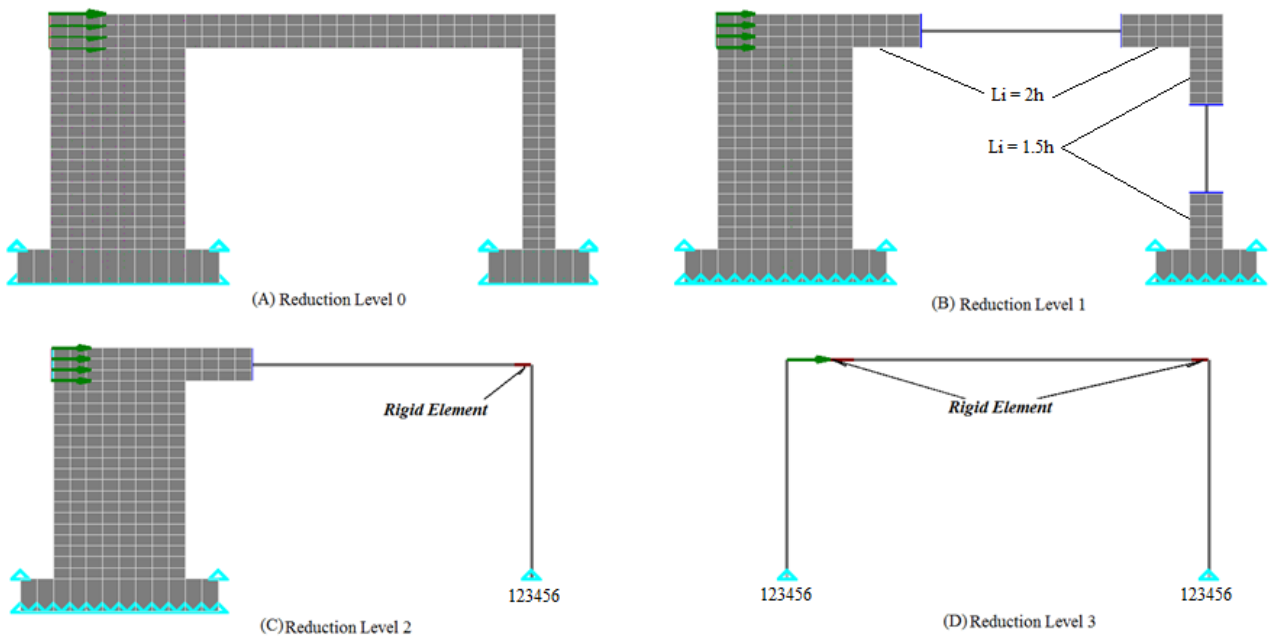 Li = 2h
Li = 1.5h
(A) Reduction Level 0
(B) Reduction Level 1
Rigid Element
123456
(C) Reduction Level 2
Rigid Element
123456
123456
(D) Reduction Level 3